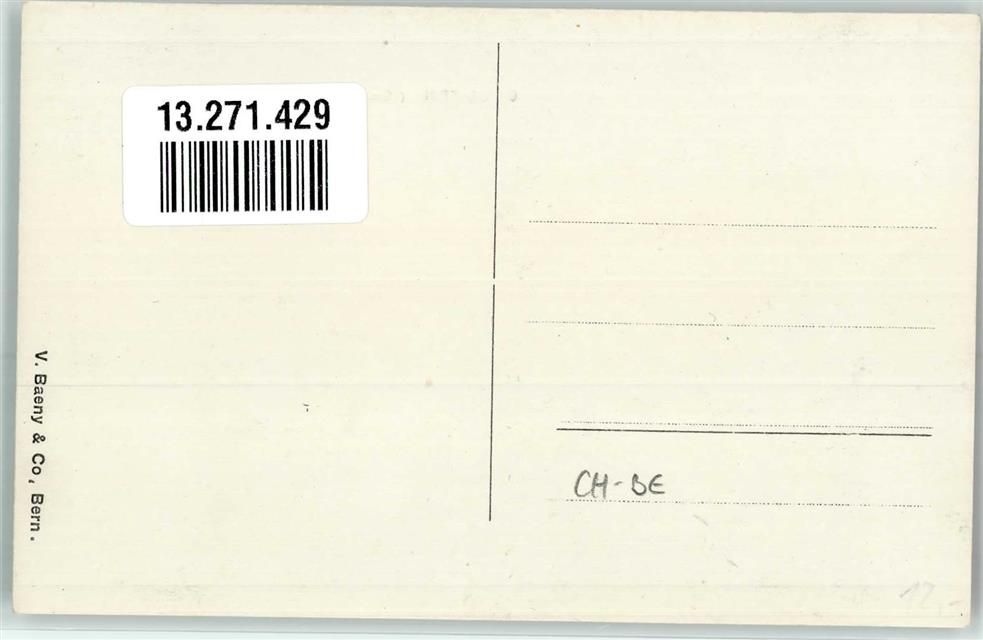 13.271.429
V. Baeny & Co, Bern.
CH-BE